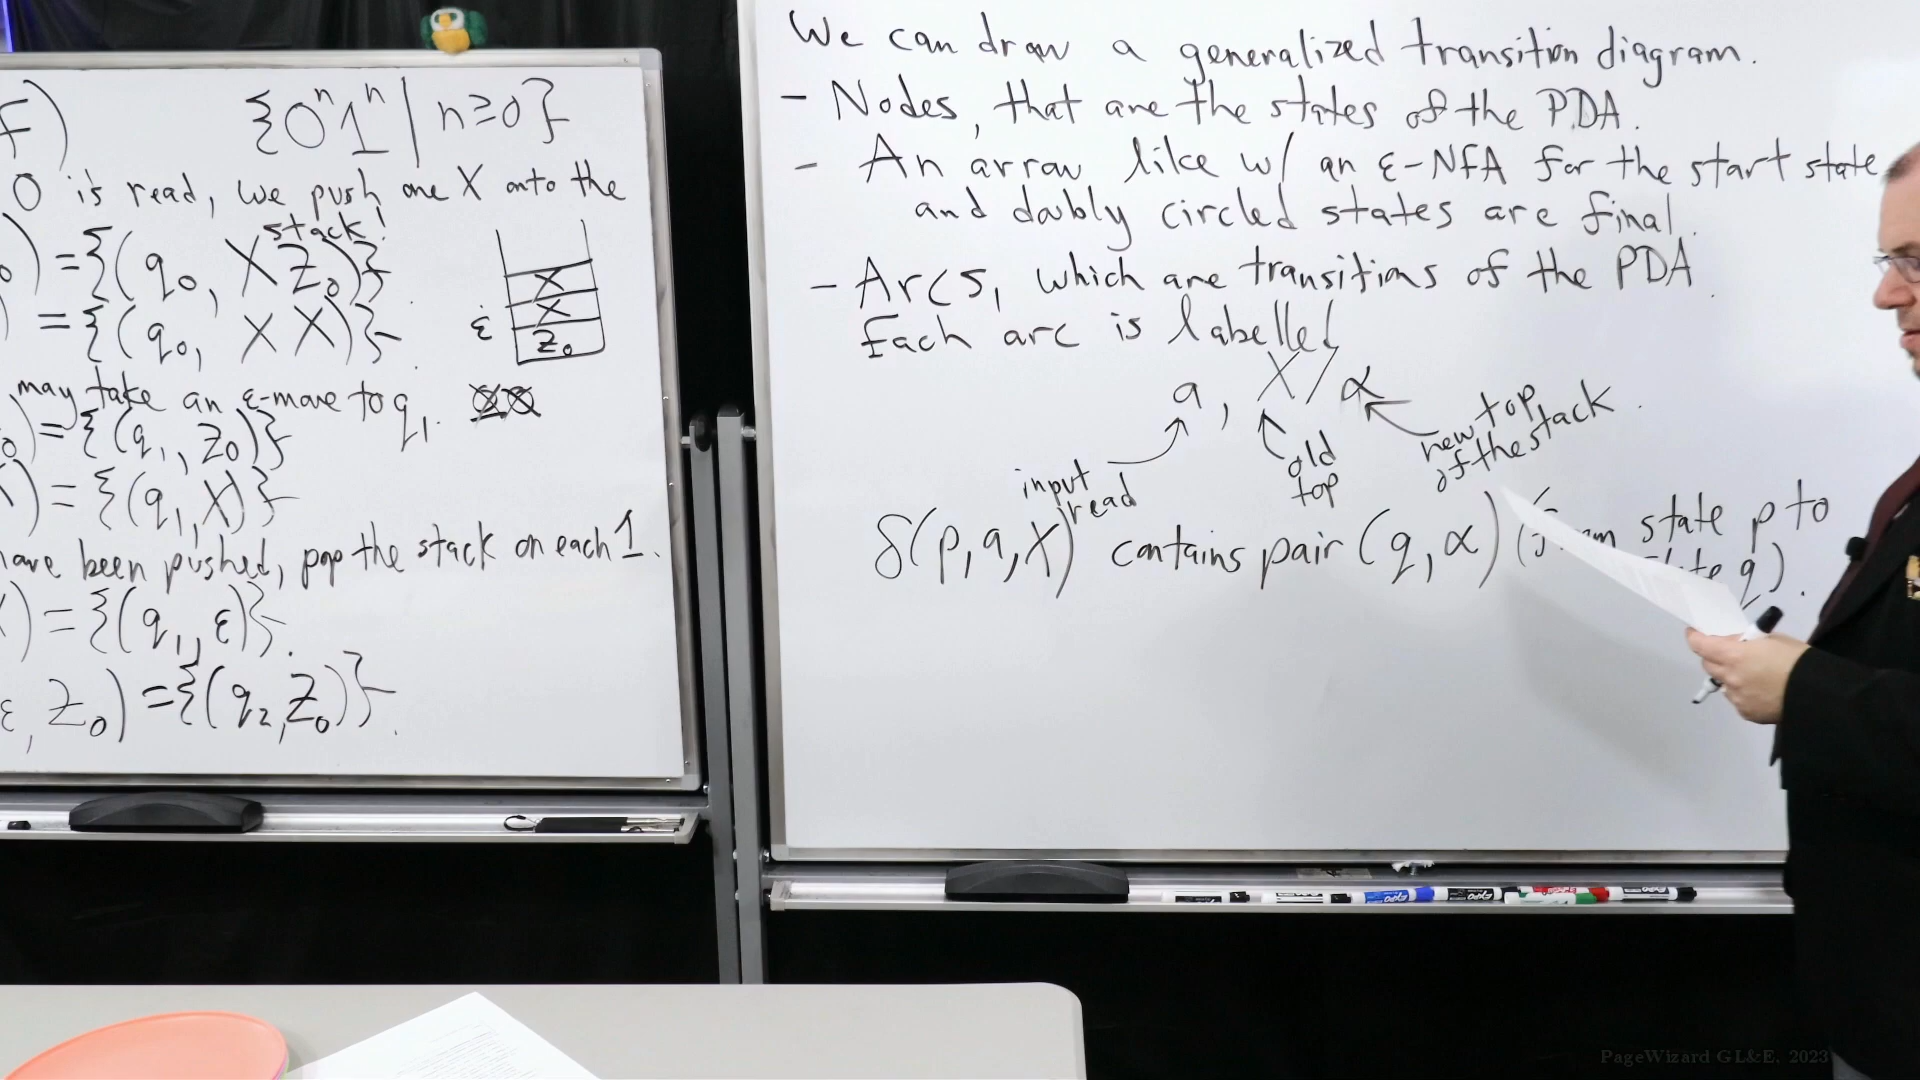 F) {0ⁿ1ⁿ | n≥0}
0 is read, we push one X onto the
stack!
) = {(q₀, XZ₀)}
) = {(q₀, XX)}.
X
X
ε Z₀
may take an ε-move to q₁.
₀) = {(q₁, Z₀)}
) = {(q₁, X)}
have been pushed, pop the stack on each 1.
) = {(q₁, ε)}.
ε, Z₀) = {(q₂, Z₀)}.
We can draw a generalized transition diagram.
- Nodes, that are the states of the PDA.
- An arrow like w/ an ε-NFA for the start state
and doubly circled states are final.
- Arcs, which are transitions of the PDA.
Each arc is labelled
a, X/α
input read
old top
new top of the stack.
δ(p, a, X) contains pair (q, α) (from state p to
q).
PageWizard GL&E, 2023